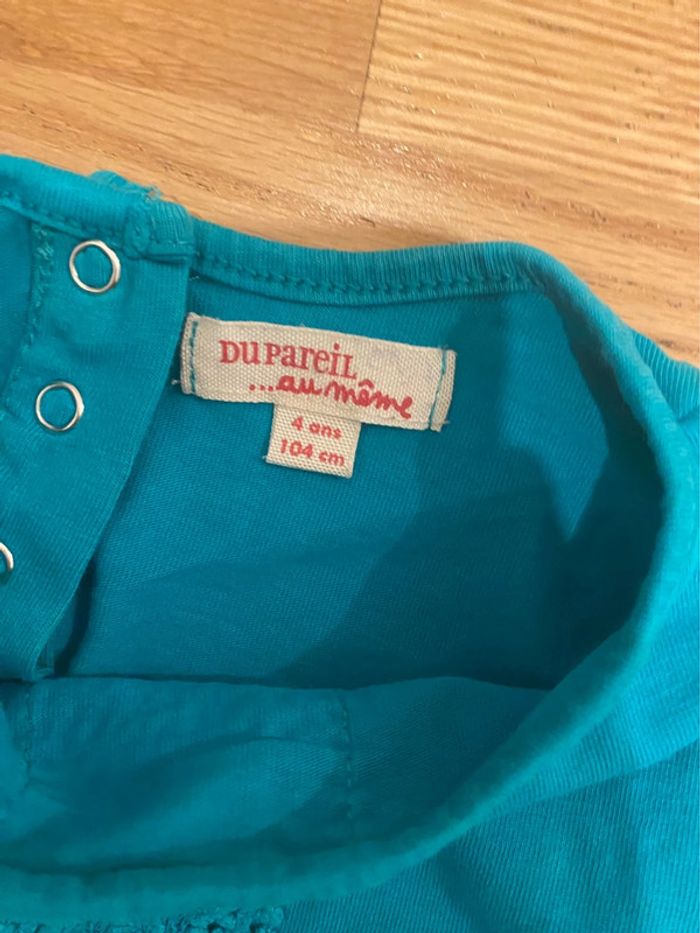 DUPAREIL
...au même
4 ans
104 cm